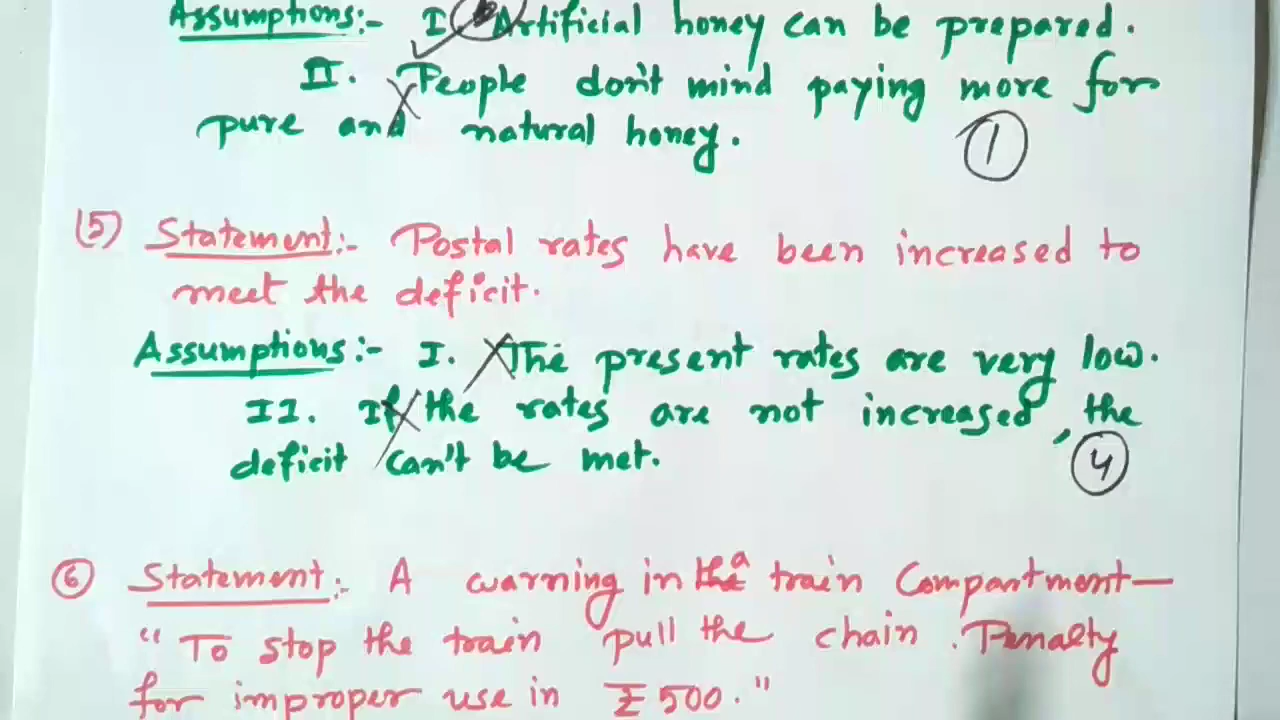 Assumptions:- I. Artificial honey can be prepared.
II. People don't mind paying more for
pure and natural honey.
1
(5) Statement:- Postal rates have been increased to
meet the deficit.
Assumptions:- I. The present rates are very low.
II. If the rates are not increased, the
deficit can't be met.
4
6 Statement:- A warning in a train Compartment—
"To stop the train pull the chain. Penalty
for improper use in ₹500."